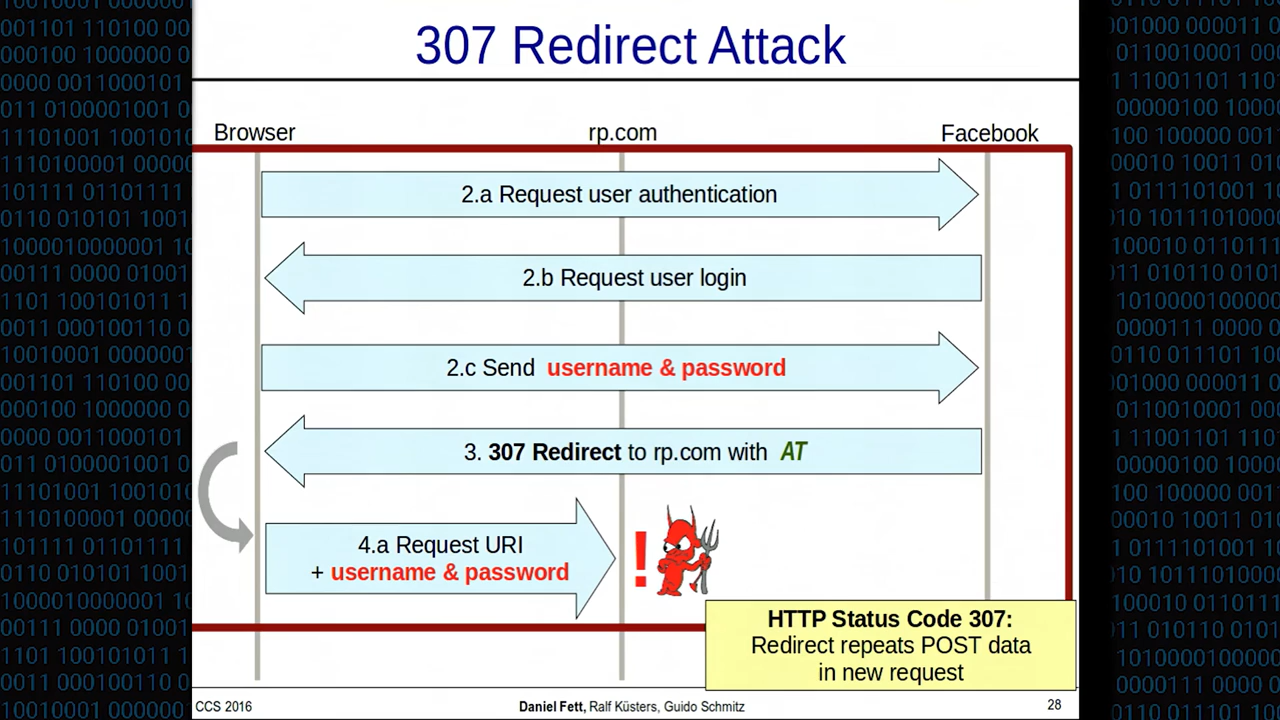 307 Redirect Attack
Browser rp.com Facebook
2.a Request user authentication
2.b Request user login
2.c Send username & password
3. 307 Redirect to rp.com with AT
4.a Request URI
+ username & password
!
HTTP Status Code 307:
Redirect repeats POST data
in new request
CCS 2016 Daniel Fett, Ralf Küsters, Guido Schmitz 28